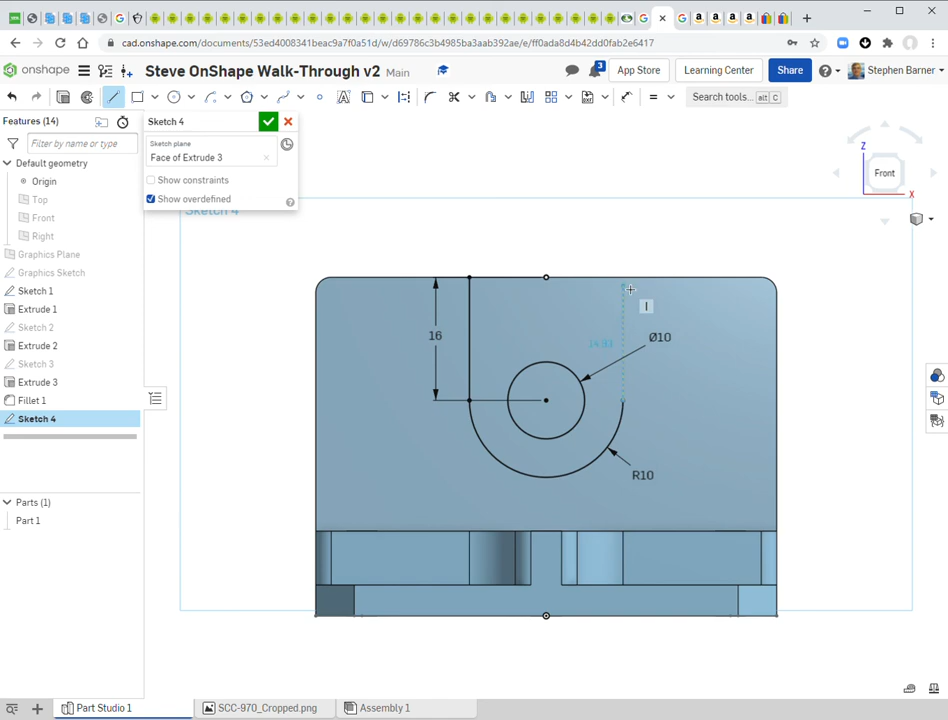 cad.onshape.com/documents/53ed4008341beac9a7f0a51d/w/d69786c3b4985ba3aab392ae/e/ff0ada8d4b42dd0fab2e6417
onshape
Steve OnShape Walk-Through v2 Main
3
App Store
Learning Center
Share
Stephen Barner
Search tools...
alt C
Features (14)
Filter by name or type
Default geometry
Origin
Top
Front
Right
Graphics Plane
Graphics Sketch
Sketch 1
Extrude 1
Sketch 2
Extrude 2
Sketch 3
Extrude 3
Fillet 1
Sketch 4
Parts (1)
Part 1
Sketch 4
Sketch plane
Face of Extrude 3
Show constraints
Show overdefined
Sketch 4
Z
Front
X
16
Ø10
R10
Part Studio 1
SCC-970_Cropped.png
Assembly 1